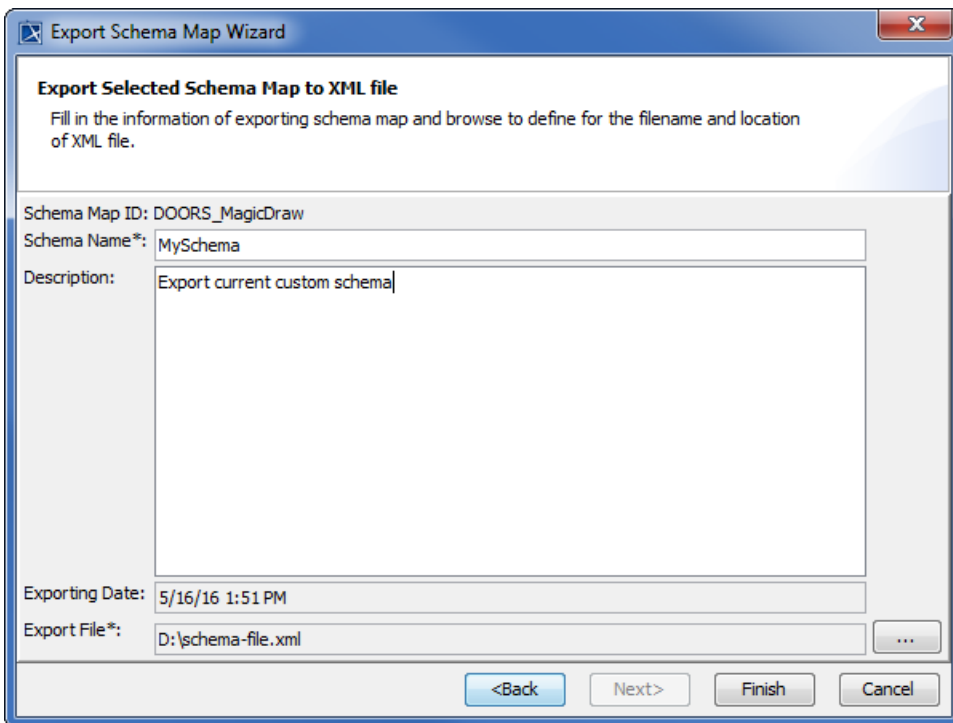 Export Schema Map Wizard
Export Selected Schema Map to XML file
Fill in the information of exporting schema map and browse to define for the filename and location
of XML file.
Schema Map ID: DOORS_MagicDraw
Schema Name*: MySchema
Description: Export current custom schema
Exporting Date: 5/16/16 1:51 PM
Export File*: D:\schema-file.xml ...
<Back Next> Finish Cancel